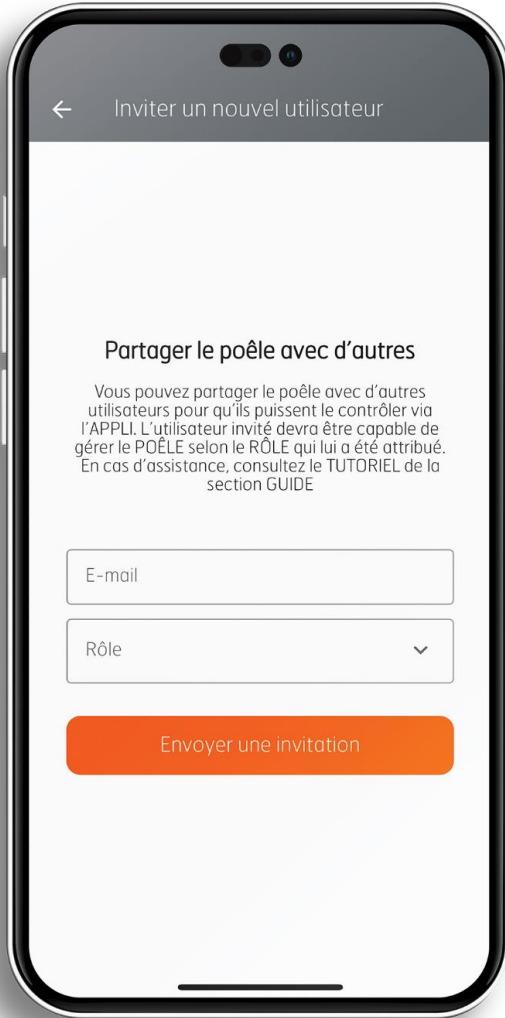 Inviter un nouvel utilisateur
Partager le poêle avec d'autres
Vous pouvez partager le poêle avec d'autres
utilisateurs pour qu'ils puissent le contrôler via
l'APPLI. L'utilisateur invité devra être capable de
gérer le POÊLE selon le RÔLE qui lui a été attribué.
En cas d'assistance, consultez le TUTORIEL de la
section GUIDE
E-mail
Rôle
Envoyer une invitation